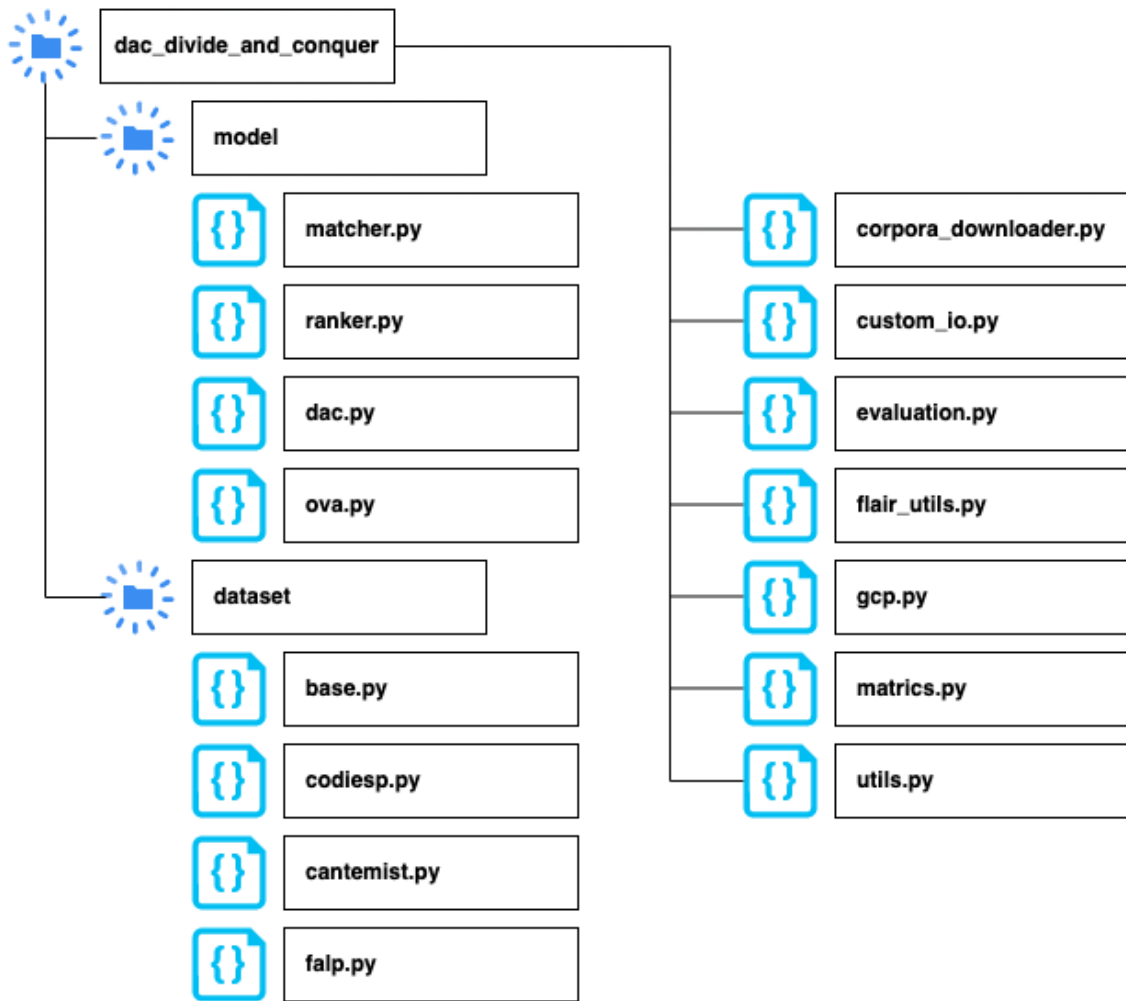 dac_divide_and_conquer
model
matcher.py
ranker.py
dac.py
ova.py
dataset
base.py
codiesp.py
cantemist.py
falp.py
corpora_downloader.py
custom_io.py
evaluation.py
flair_utils.py
gcp.py
matrics.py
utils.py